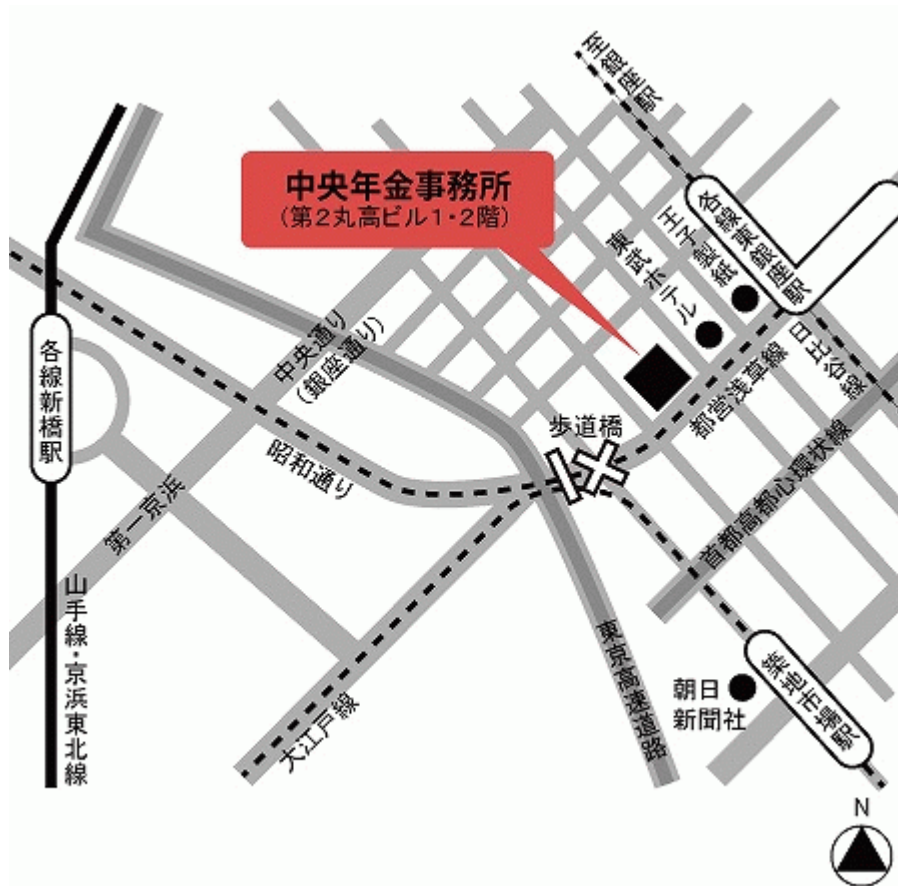 至銀座駅
中央年金事務所
(第2丸高ビル1・2階)
各線東銀座駅
王子製紙
東武ホテル
日比谷線
都営浅草線
中央通り
(銀座通り)
各線新橋駅
歩道橋
昭和通り
第一京浜
首都高都心環状線
山手線・京浜東北線
大江戸線
東京高速道路
築地市場駅
朝日
新聞社
N